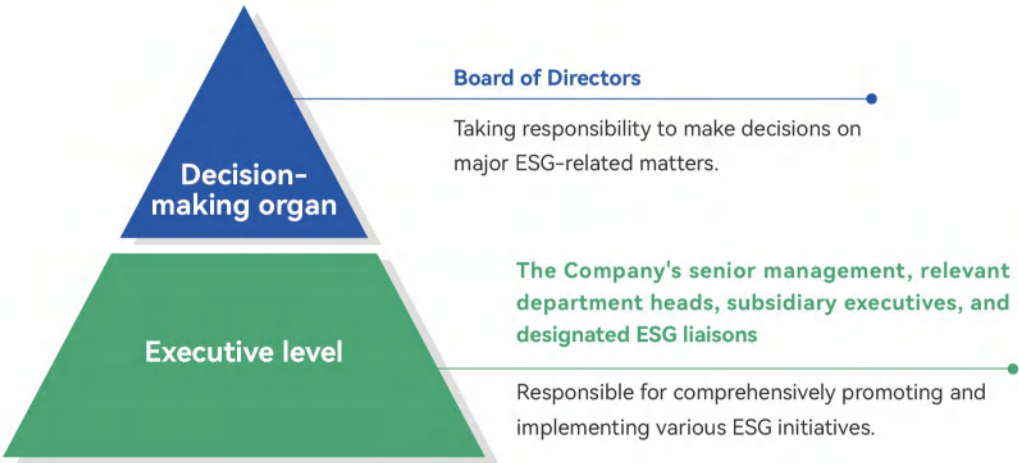 Decision-
making organ
Board of Directors
Taking responsibility to make decisions on
major ESG-related matters.
Executive level
The Company's senior management, relevant
department heads, subsidiary executives, and
designated ESG liaisons
Responsible for comprehensively promoting and
implementing various ESG initiatives.